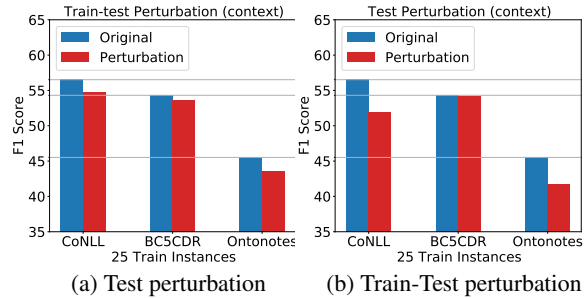 Train-test Perturbation (context)
65
60
55
50
45
40
35
F1 Score
Original
Perturbation
CoNLL BC5CDR Ontonotes
25 Train Instances
(a) Test perturbation
Test Perturbation (context)
65
60
55
50
45
40
35
F1 Score
Original
Perturbation
CoNLL BC5CDR Ontonotes
25 Train Instances
(b) Train-Test perturbation